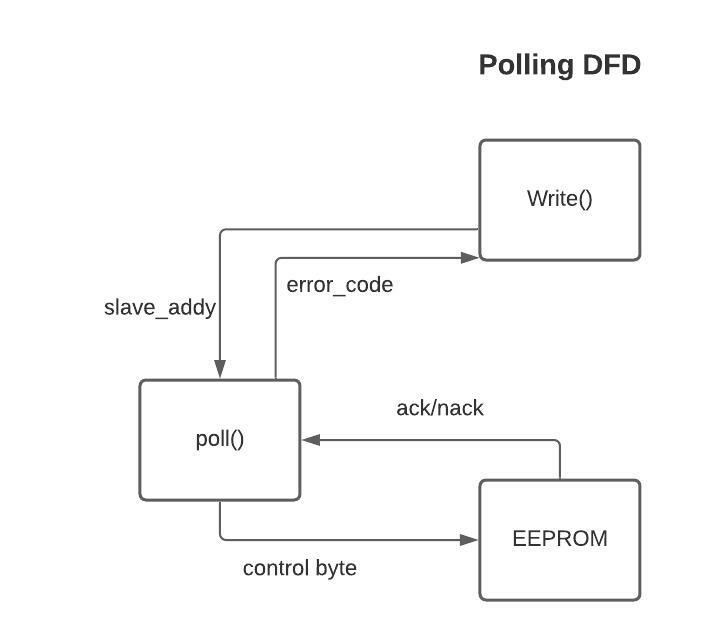 Polling DFD
Write()
error_code
slave_addy
ack/nack
poll()
EEPROM
control byte